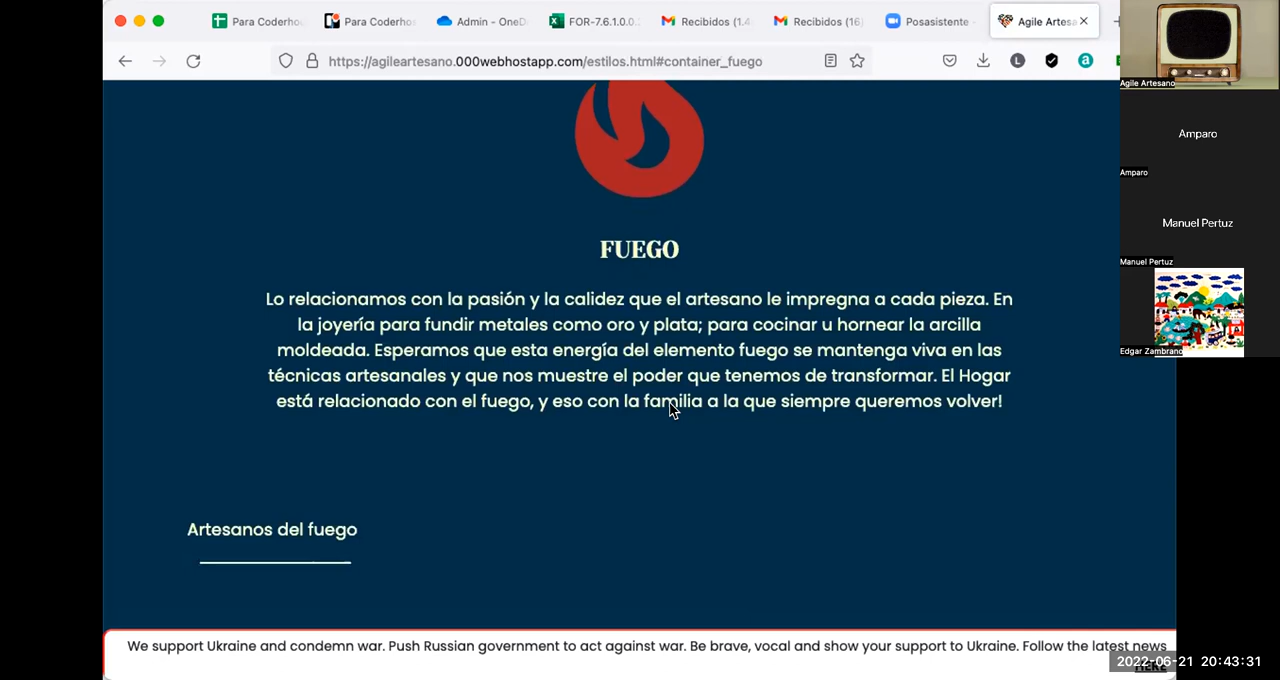 Para Coderhou
Para Coderhos
Admin - OneD
FOR-7.6.1.0.0.
Recibidos (1.4
Recibidos (16)
Posasistente -
Agile Artesa
https://agileartesano.000webhostapp.com/estilos.html#container_fuego
FUEGO
Lo relacionamos con la pasión y la calidez que el artesano le impregna a cada pieza. En
la joyería para fundir metales como oro y plata; para cocinar u hornear la arcilla
moldeada. Esperamos que esta energía del elemento fuego se mantenga viva en las
técnicas artesanales y que nos muestre el poder que tenemos de transformar. El Hogar
está relacionado con el fuego, y eso con la familia a la que siempre queremos volver!
Artesanos del fuego
We support Ukraine and condemn war. Push Russian government to act against war. Be brave, vocal and show your support to Ukraine. Follow the latest news
2022-06-21 20:43:31
Agile Artesano
Amparo
Amparo
Manuel Pertuz
Manuel Pertuz
Edgar Zambrano